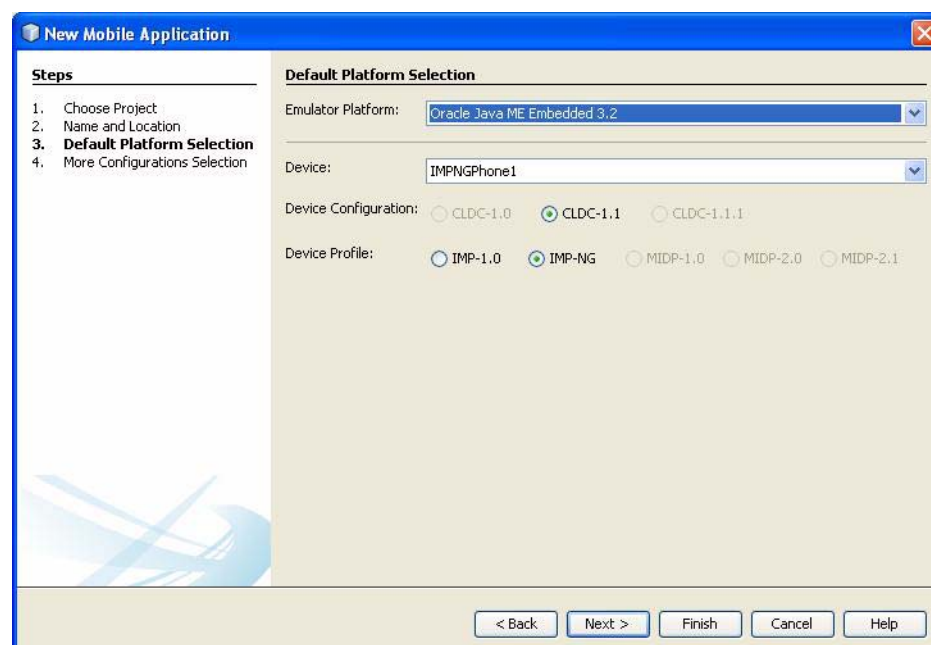 New Mobile Application
Steps
1. Choose Project
2. Name and Location
3. Default Platform Selection
4. More Configurations Selection
Default Platform Selection
Emulator Platform: Oracle Java ME Embedded 3.2
Device: IMPNGPhone1
Device Configuration: CLDC-1.0 CLDC-1.1 CLDC-1.1.1
Device Profile: IMP-1.0 IMP-NG MIDP-1.0 MIDP-2.0 MIDP-2.1
< Back Next > Finish Cancel Help